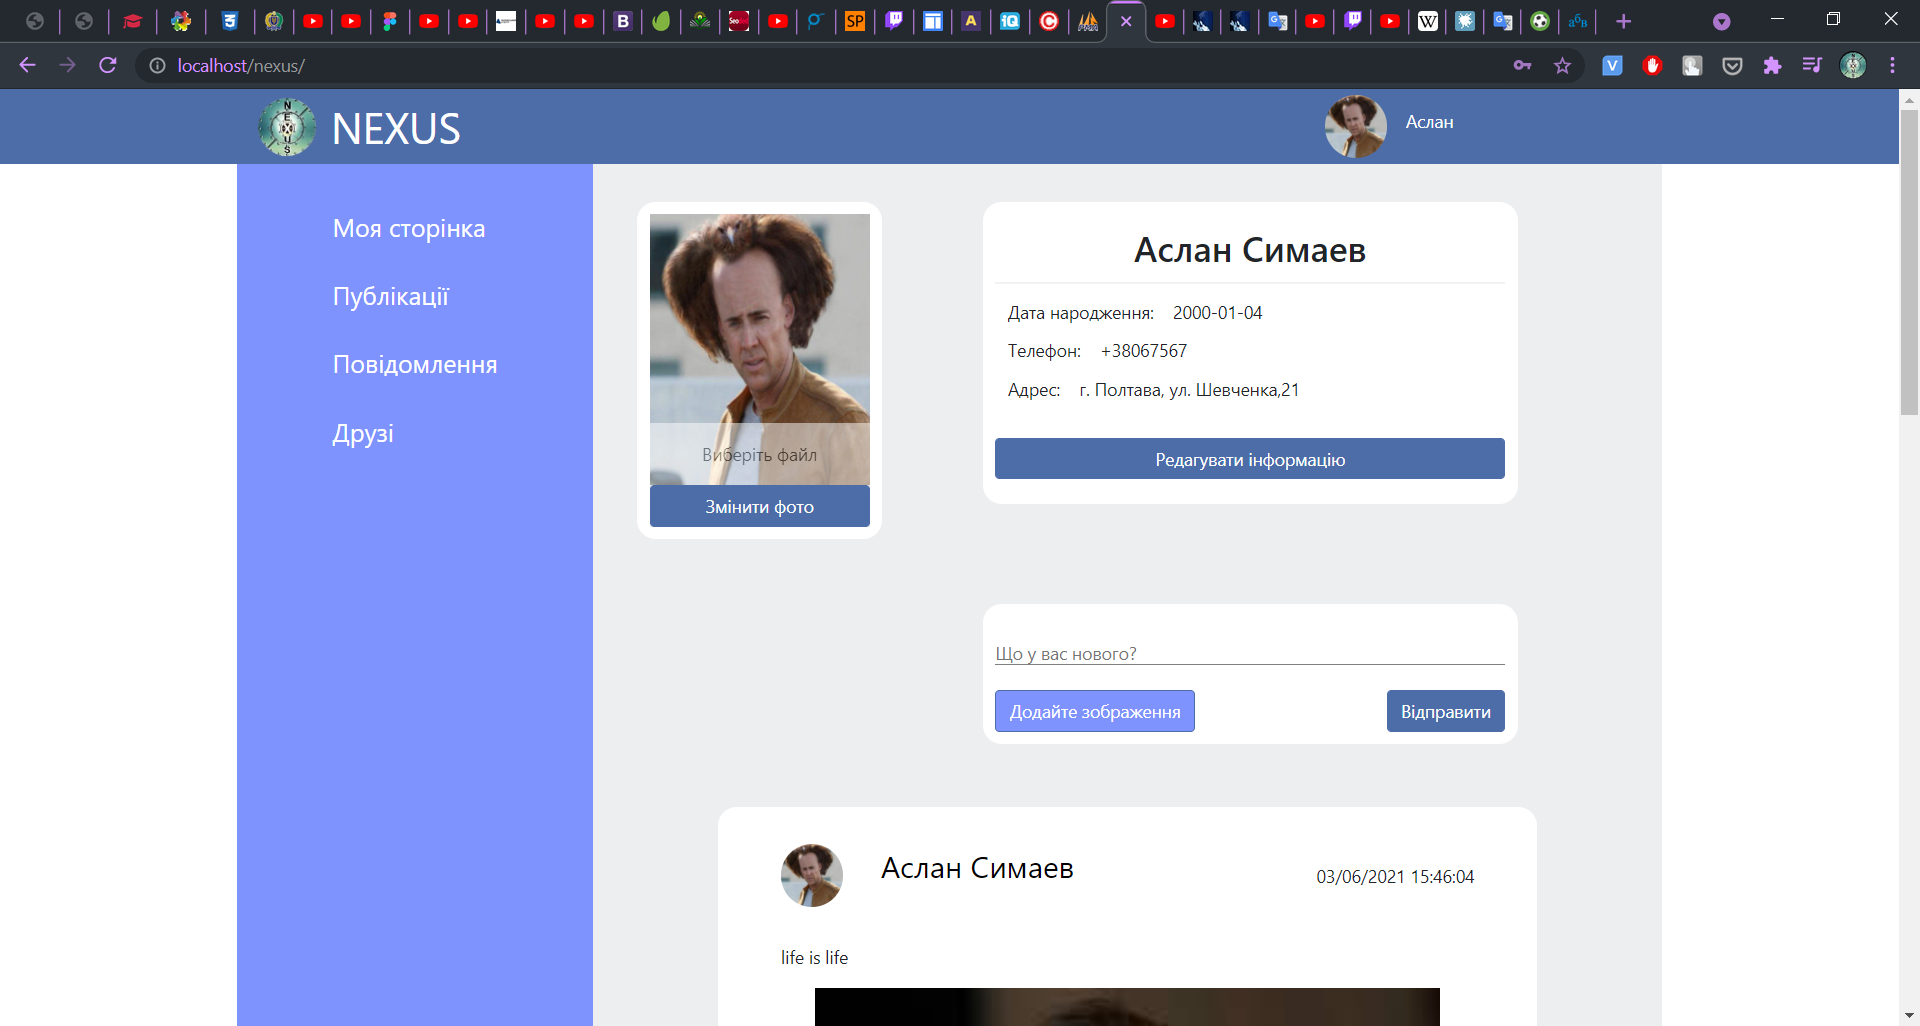 localhost/nexus/
NEXUS
Аслан
Моя сторінка
Публікації
Повідомлення
Друзі
Виберіть файл
Змінити фото
Аслан Симаев
Дата народження: 2000-01-04
Телефон: +38067567
Адрес: г. Полтава, ул. Шевченка,21
Редагувати інформацію
Що у вас нового?
Додайте зображення
Відправити
Аслан Симаев
03/06/2021 15:46:04
life is life